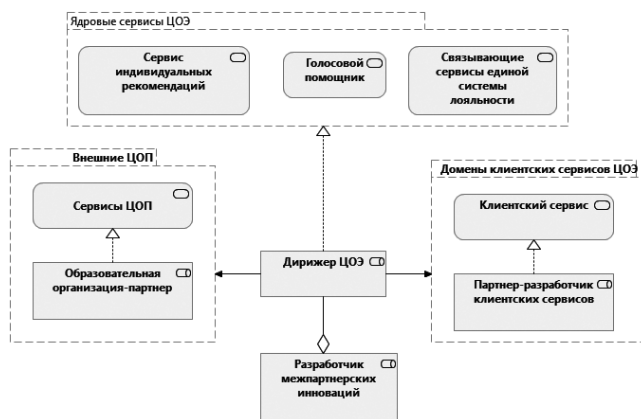 Ядровые сервисы ЦОЭ
Сервис
индивидуальных
рекомендаций
Голосовой
помощник
Связывающие
сервисы единой
системы
лояльности
Внешние ЦОП
Сервисы ЦОП
Образовательная
организация-партнер
Дирижер ЦОЭ
Домены клиентских сервисов ЦОЭ
Клиентский сервис
Партнер-разработчик
клиентских сервисов
Разработчик
межпартнерских
инноваций